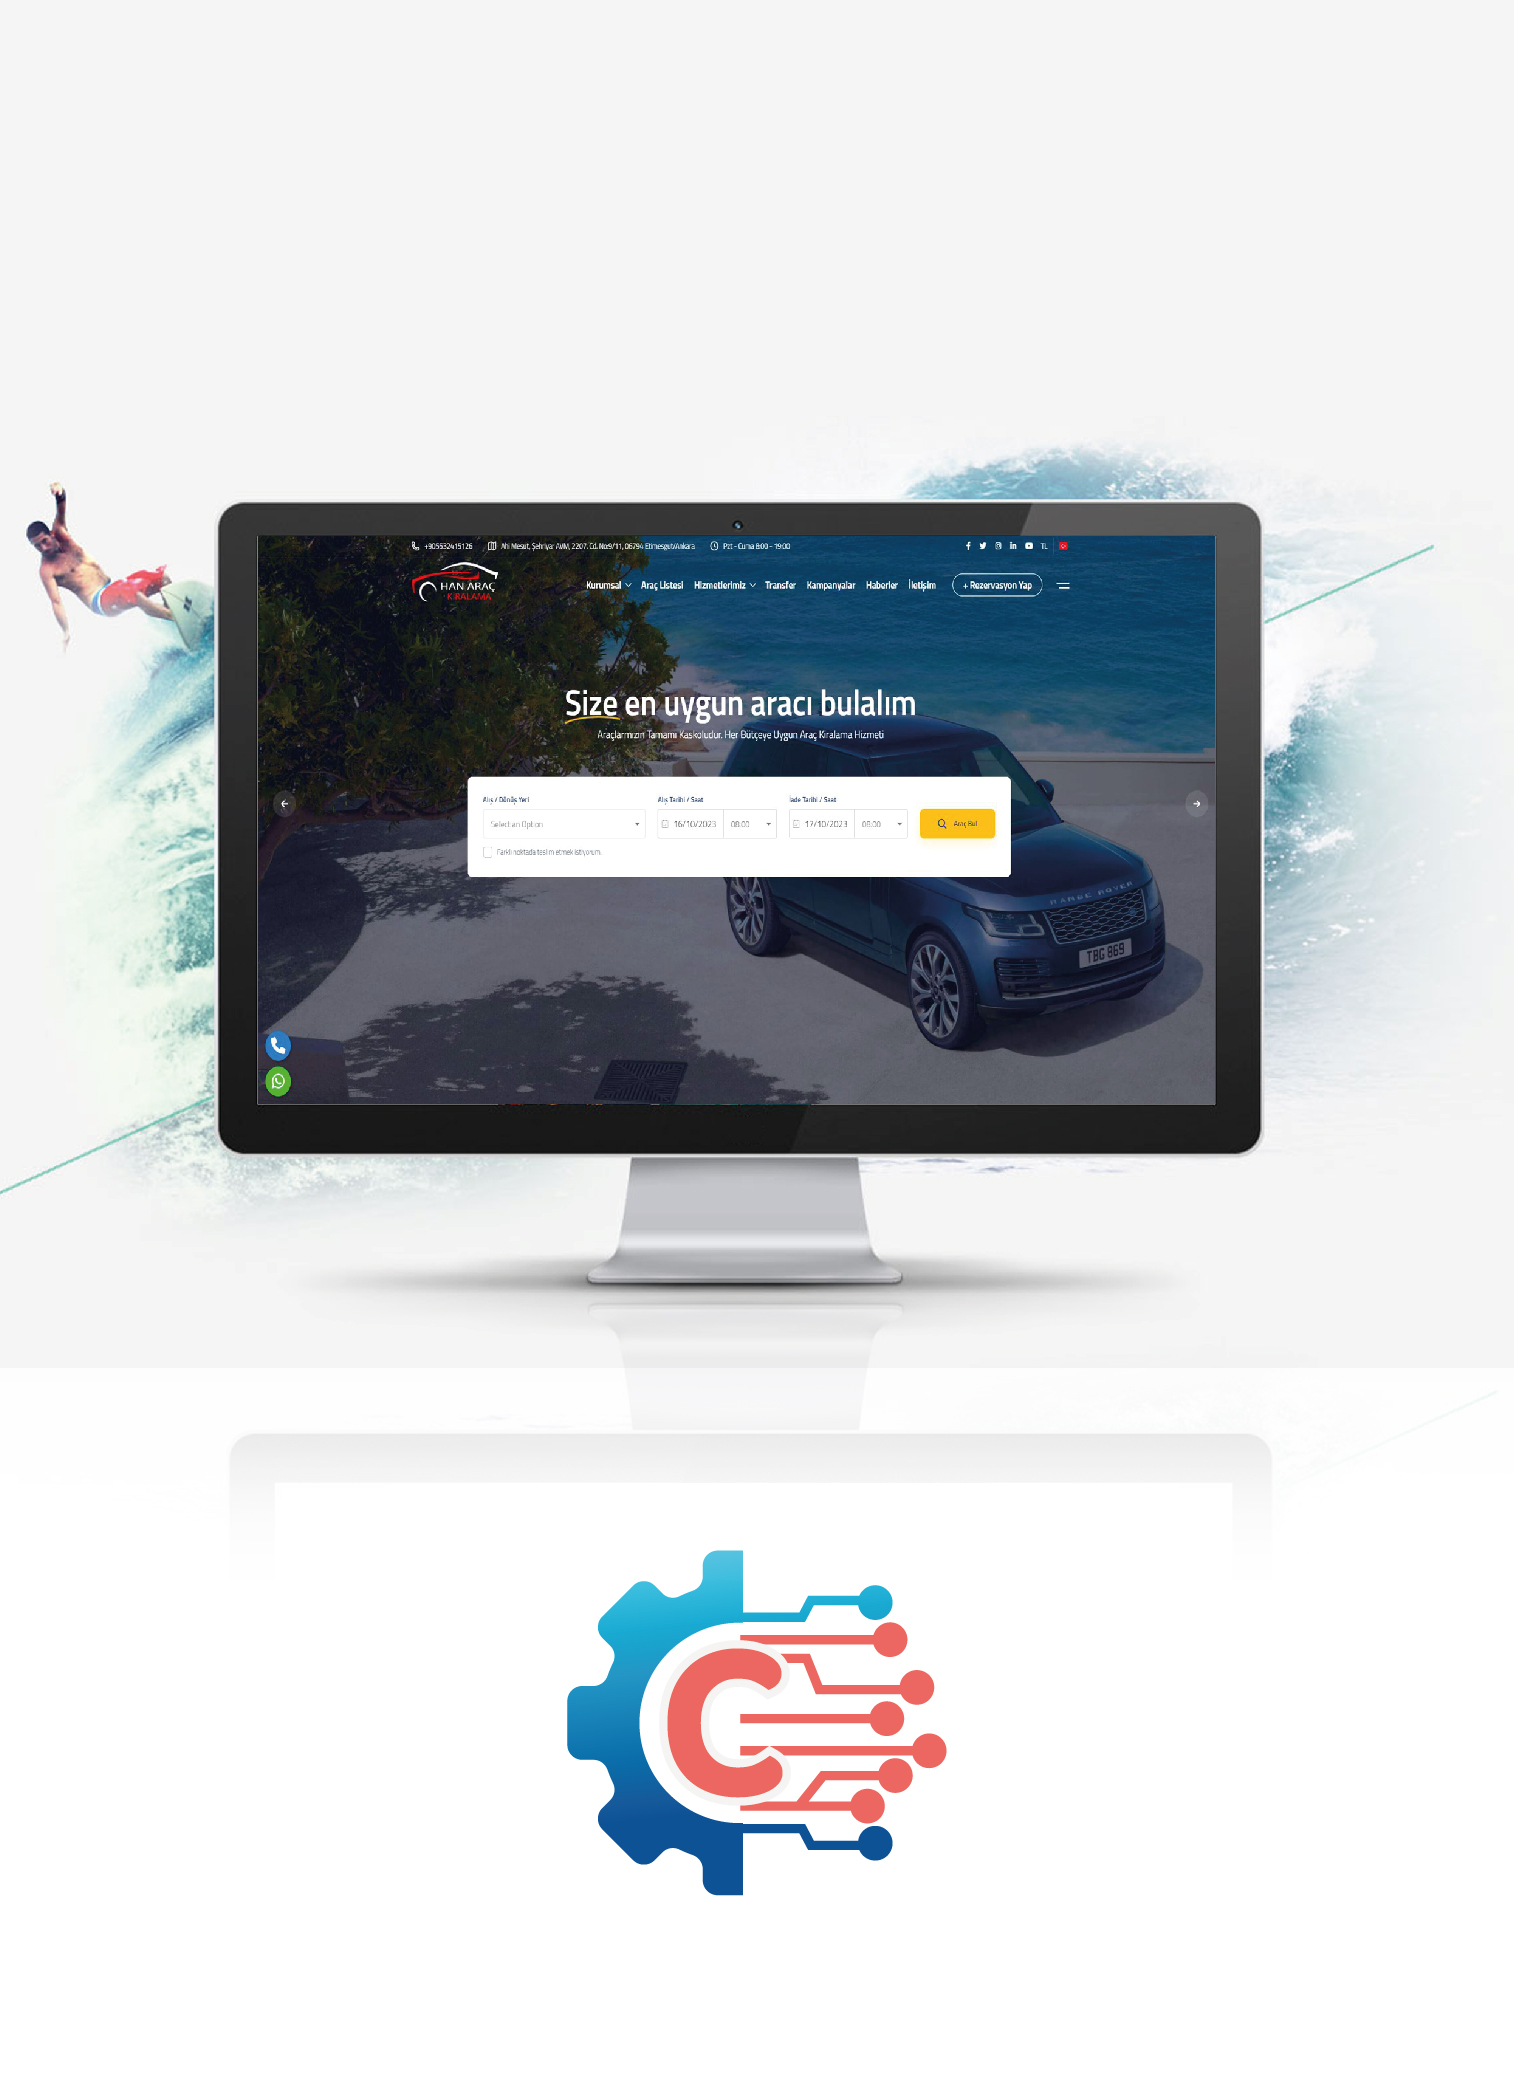 +905532415126
Ahi Mesut, Şehriyar AVM, 2207. Cd. No:9/11, 06794 Etimesgut/Ankara
Pzt - Cuma 8:00 - 19:00
TL
HAN ARAÇ
KİRALAMA
Kurumsal
Araç Listesi
Hizmetlerimiz
Transfer
Kampanyalar
Haberler
İletişim
+ Rezervasyon Yap
Size en uygun aracı bulalım
Araçlarımızın Tamamı Kaskoludur. Her Bütçeye Uygun Araç Kiralama Hizmeti
Alış / Dönüş Yeri
Alış Tarihi / Saat
İade Tarihi / Saat
Select an Option
16/10/2023
08:00
17/10/2023
08:00
Araç Bul
Farklı noktada teslim etmek istiyorum.
RANGE ROVER
TBG 869
C